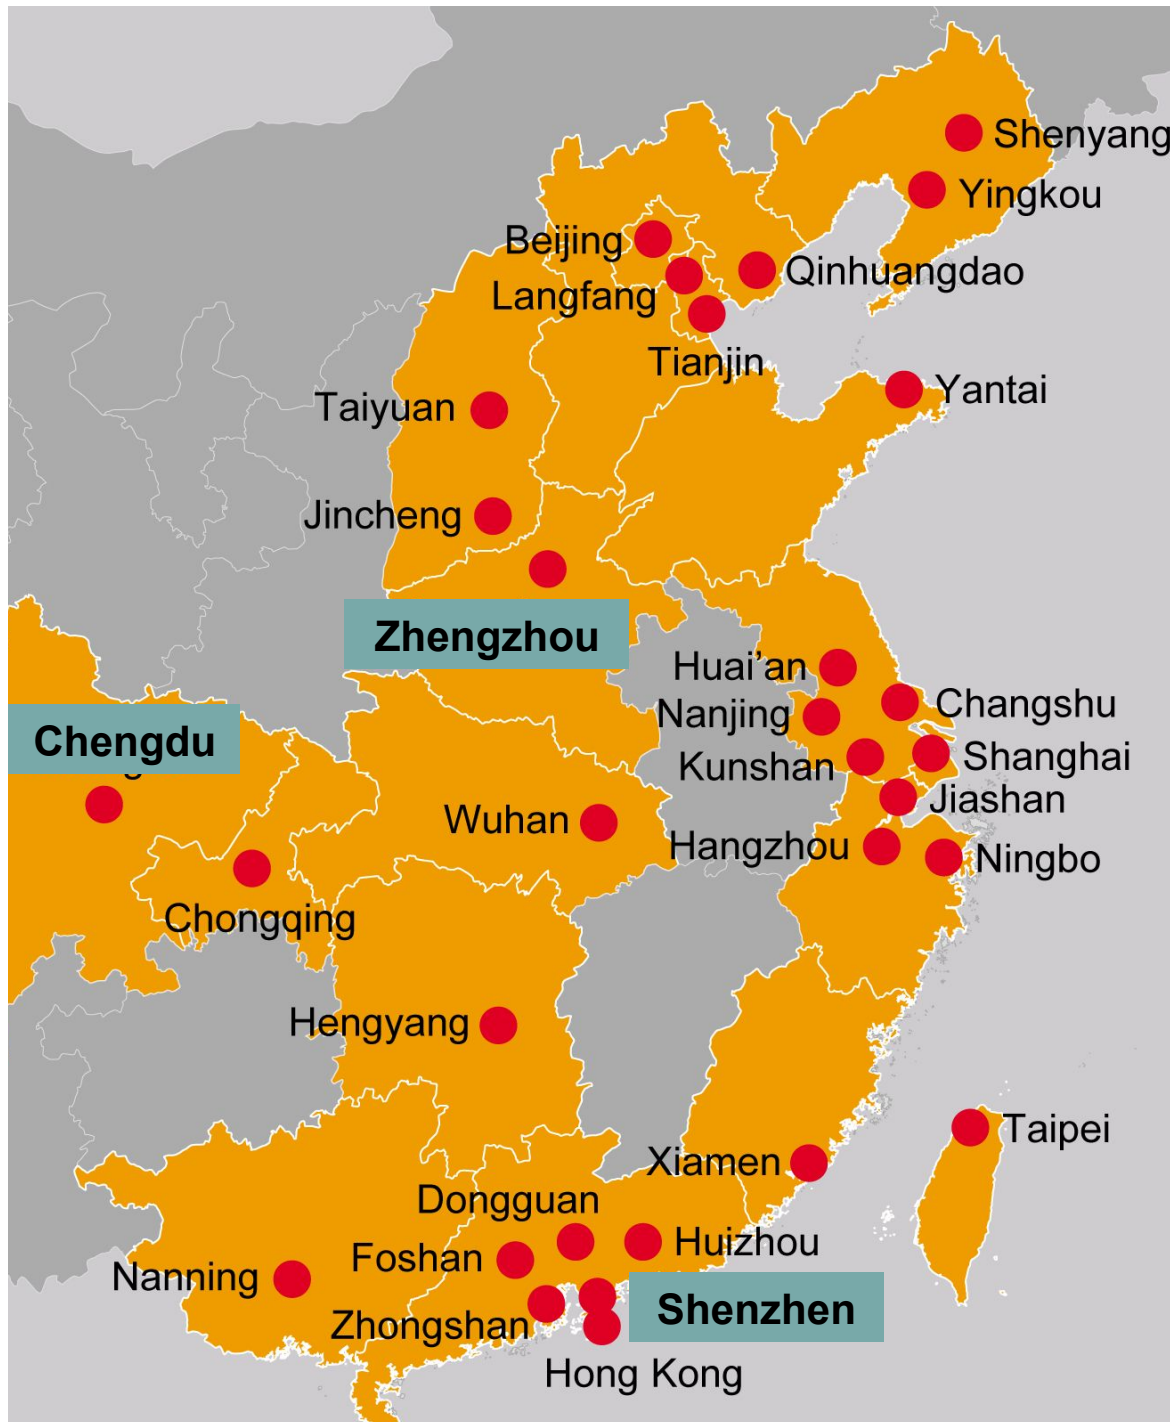 Shenyang
Yingkou
Beijing
Qinhuangdao
Langfang
Tianjin
Yantai
Taiyuan
Jincheng
Zhengzhou
Huai’an
Changshu
Nanjing
Chengdu
Shanghai
Kunshan
Jiashan
Wuhan
Hangzhou
Ningbo
Chongqing
Hengyang
Taipei
Xiamen
Dongguan
Huizhou
Foshan
Nanning
Shenzhen
Zhongshan
Hong Kong